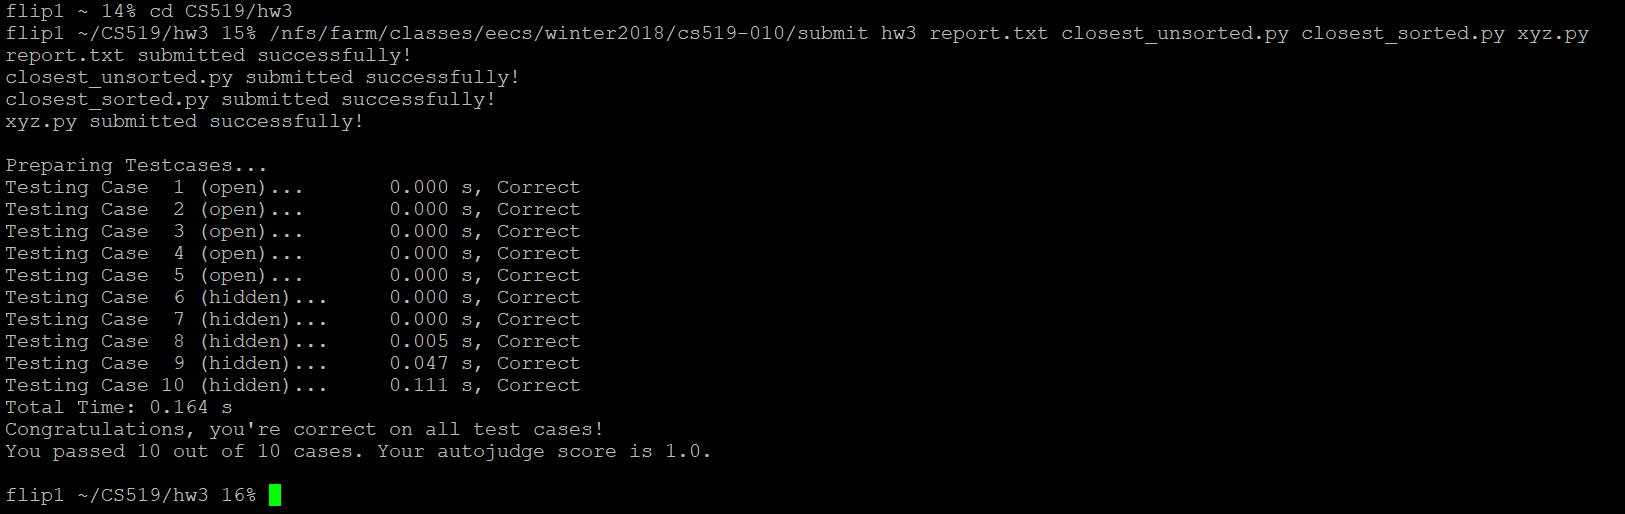 flip1 ~ 14% cd CS519/hw3
flip1 ~/CS519/hw3 15% /nfs/farm/classes/eecs/winter2018/cs519-010/submit hw3 report.txt closest_unsorted.py closest_sorted.py xyz.py
report.txt submitted successfully!
closest_unsorted.py submitted successfully!
closest_sorted.py submitted successfully!
xyz.py submitted successfully!
Preparing Testcases...
Testing Case  1 (open)...       0.000 s, Correct
Testing Case  2 (open)...       0.000 s, Correct
Testing Case  3 (open)...       0.000 s, Correct
Testing Case  4 (open)...       0.000 s, Correct
Testing Case  5 (open)...       0.000 s, Correct
Testing Case  6 (hidden)...     0.000 s, Correct
Testing Case  7 (hidden)...     0.000 s, Correct
Testing Case  8 (hidden)...     0.005 s, Correct
Testing Case  9 (hidden)...     0.047 s, Correct
Testing Case 10 (hidden)...     0.111 s, Correct
Total Time: 0.164 s
Congratulations, you're correct on all test cases!
You passed 10 out of 10 cases. Your autojudge score is 1.0.
flip1 ~/CS519/hw3 16%